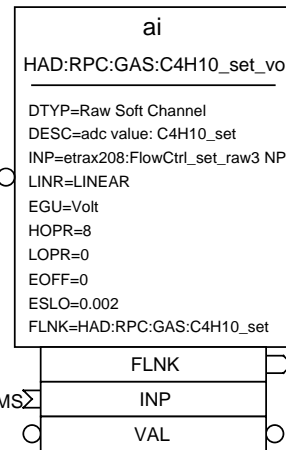 ai
HAD:RPC:GAS:C4H10_set_vo
DTYP=Raw Soft Channel
DESC=adc value: C4H10_set
INP=etrax208:FlowCtrl_set_raw3 NP
LINR=LINEAR
EGU=Volt
HOPR=8
LOPR=0
EOFF=0
ESLO=0.002
FLNK=HAD:RPC:GAS:C4H10_set
FLNK
MS INP
VAL